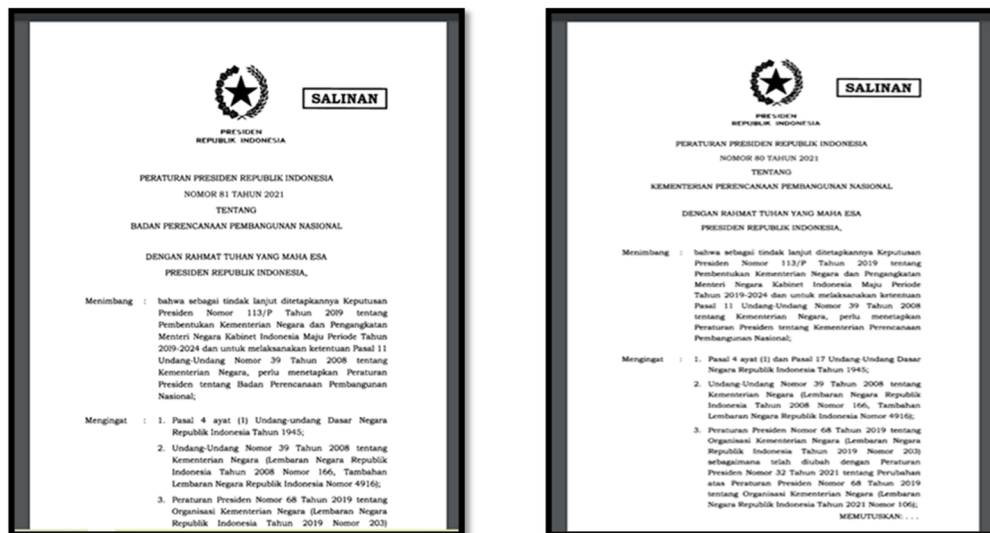 SALINAN
PRESIDEN
REPUBLIK INDONESIA
PERATURAN PRESIDEN REPUBLIK INDONESIA
NOMOR 81 TAHUN 2021
TENTANG
BADAN PERENCANAAN PEMBANGUNAN NASIONAL
DENGAN RAHMAT TUHAN YANG MAHA ESA
PRESIDEN REPUBLIK INDONESIA,
Menimbang : bahwa sebagai tindak lanjut ditetapkannya Keputusan
Presiden Nomor 113/P Tahun 2019 tentang
Pembentukan Kementerian Negara dan Pengangkatan
Menteri Negara Kabinet Indonesia Maju Periode Tahun
2019-2024 dan untuk melaksanakan ketentuan Pasal 11
Undang-Undang Nomor 39 Tahun 2008 tentang
Kementerian Negara, perlu menetapkan Peraturan
Presiden tentang Badan Perencanaan Pembangunan
Nasional;
Mengingat : 1. Pasal 4 ayat (1) Undang-undang Dasar Negara
Republik Indonesia Tahun 1945;
2. Undang-Undang Nomor 39 Tahun 2008 tentang
Kementerian Negara (Lembaran Negara Republik
Indonesia Tahun 2008 Nomor 166, Tambahan
Lembaran Negara Republik Indonesia Nomor 4916);
3. Peraturan Presiden Nomor 68 Tahun 2019 tentang
Organisasi Kementerian Negara (Lembaran Negara
Republik Indonesia Tahun 2019 Nomor 203)
SALINAN
PRESIDEN
REPUBLIK INDONESIA
PERATURAN PRESIDEN REPUBLIK INDONESIA
NOMOR 80 TAHUN 2021
TENTANG
KEMENTERIAN PERENCANAAN PEMBANGUNAN NASIONAL
DENGAN RAHMAT TUHAN YANG MAHA ESA
PRESIDEN REPUBLIK INDONESIA,
Menimbang : bahwa sebagai tindak lanjut ditetapkannya Keputusan
Presiden Nomor 113/P Tahun 2019 tentang
Pembentukan Kementerian Negara dan Pengangkatan
Menteri Negara Kabinet Indonesia Maju Periode
Tahun 2019-2024 dan untuk melaksanakan ketentuan
Pasal 11 Undang-Undang Nomor 39 Tahun 2008
tentang Kementerian Negara, perlu menetapkan
Peraturan Presiden tentang Kementerian Perencanaan
Pembangunan Nasional;
Mengingat : 1. Pasal 4 ayat (1) dan Pasal 17 Undang-Undang Dasar
Negara Republik Indonesia Tahun 1945;
2. Undang-Undang Nomor 39 Tahun 2008 tentang
Kementerian Negara (Lembaran Negara Republik
Indonesia Tahun 2008 Nomor 166, Tambahan
Lembaran Negara Republik Indonesia Nomor 4916);
3. Peraturan Presiden Nomor 68 Tahun 2019 tentang
Organisasi Kementerian Negara (Lembaran Negara
Republik Indonesia Tahun 2019 Nomor 203)
sebagaimana telah diubah dengan Peraturan
Presiden Nomor 32 Tahun 2021 tentang Perubahan
atas Peraturan Presiden Nomor 68 Tahun 2019
tentang Organisasi Kementerian Negara (Lembaran
Negara Republik Indonesia Tahun 2021 Nomor 106);
MEMUTUSKAN: . . .